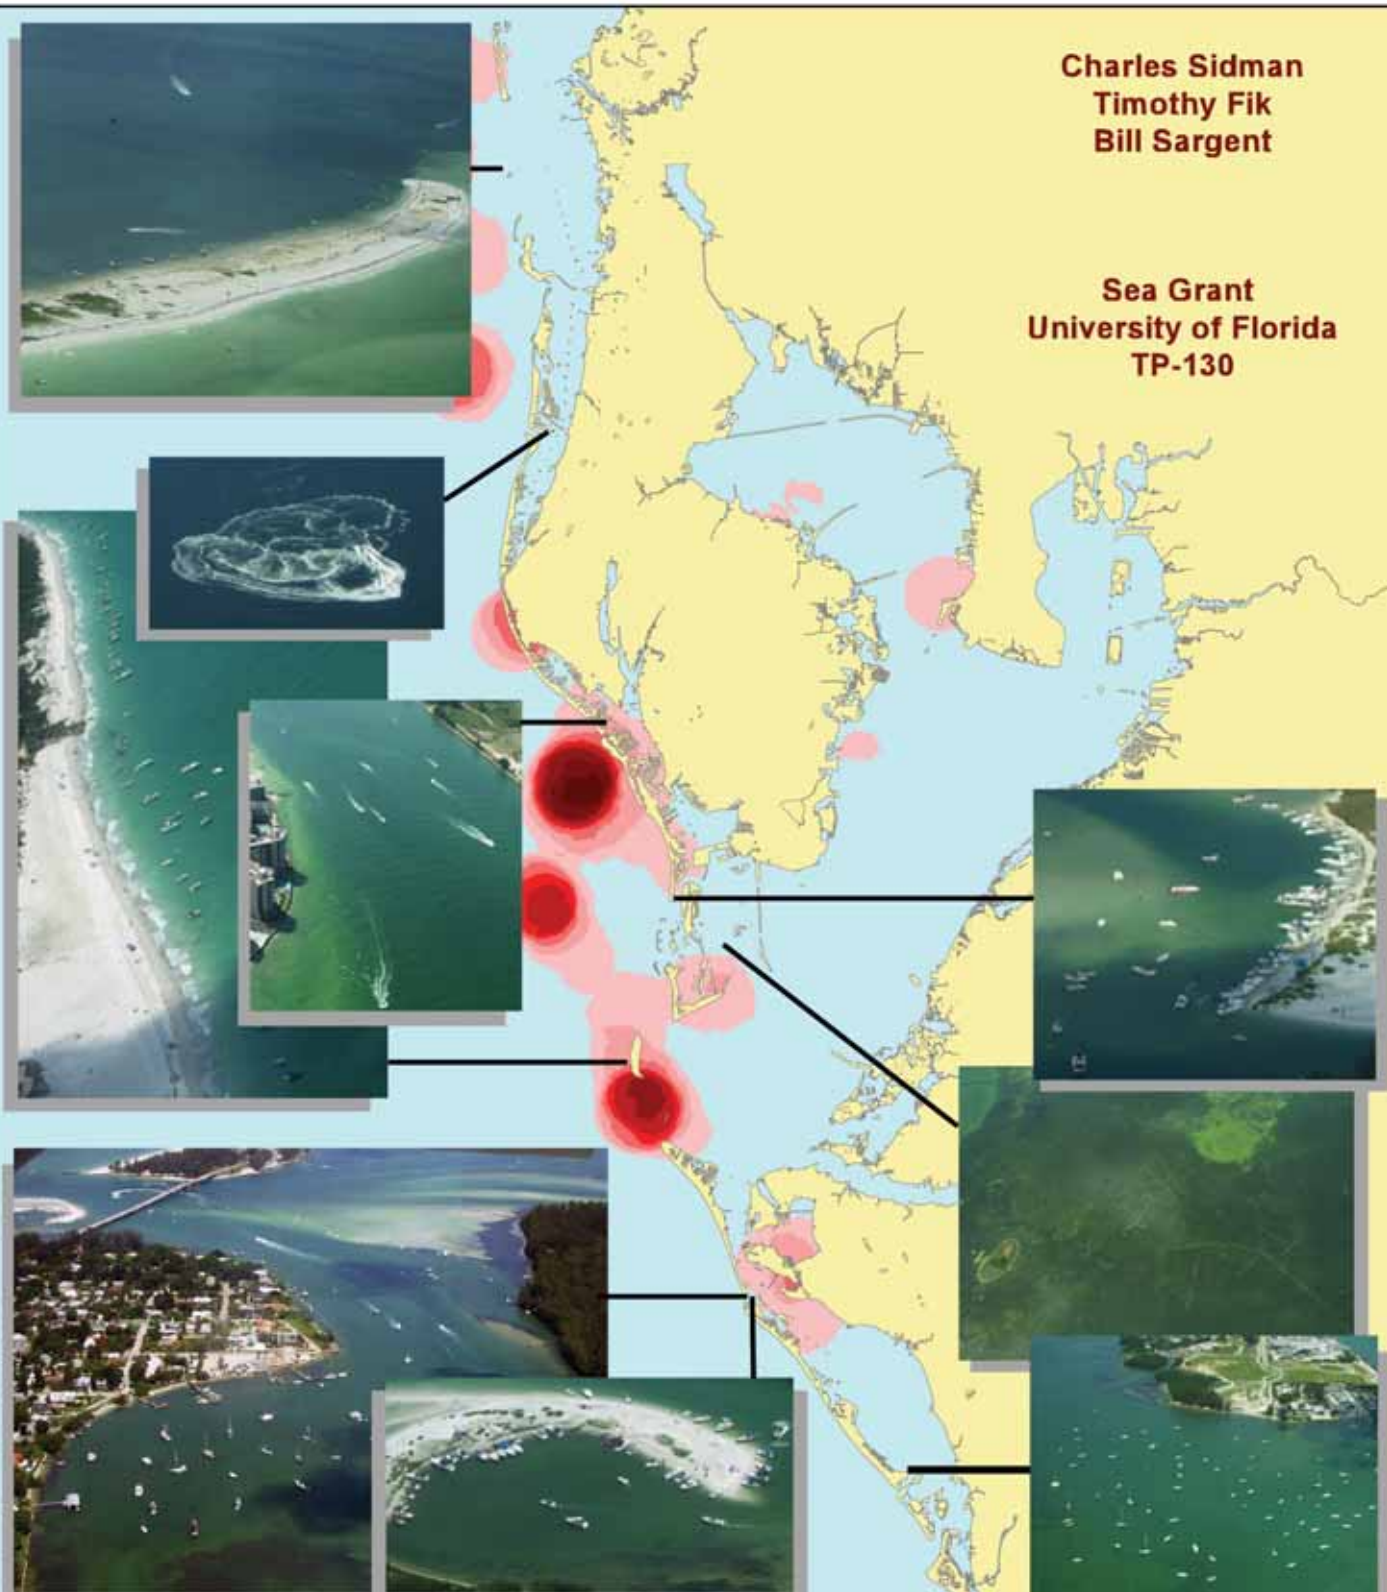 Charles Sidman
Timothy Fik
Bill Sargent
Sea Grant
University of Florida
TP-130